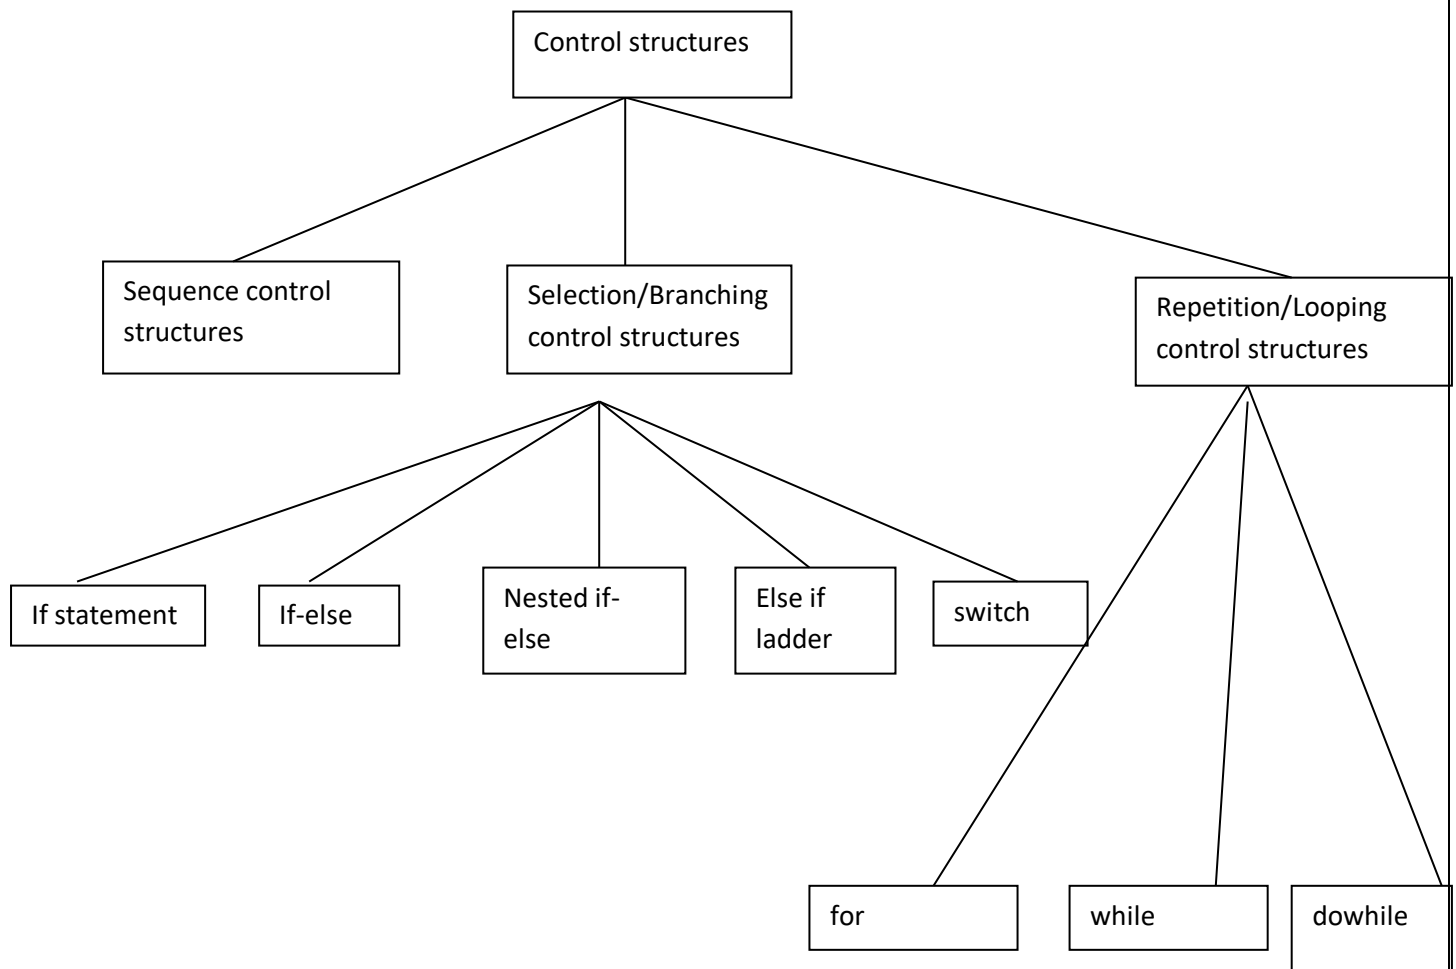 Control structures
Sequence control
structures
Selection/Branching
control structures
Repetition/Looping
control structures
If statement
If-else
Nested if-
else
Else if
ladder
switch
for
while
dowhile